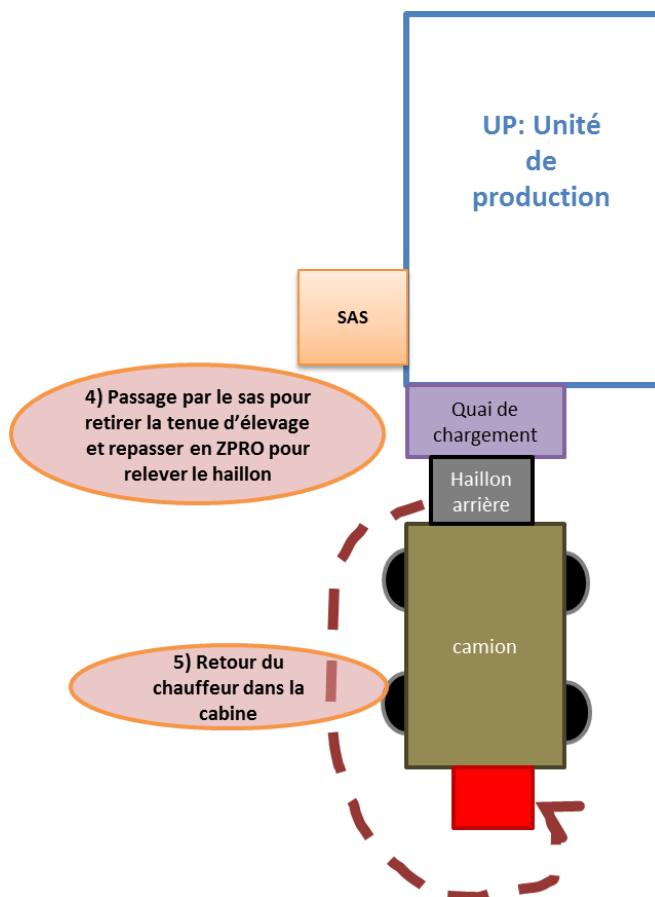 UP: Unité
de
production
SAS
4) Passage par le sas pour
retirer la tenue d’élevage
et repasser en ZPRO pour
relever le haillon
Quai de
chargement
Haillon
arrière
camion
5) Retour du
chauffeur dans la
cabine